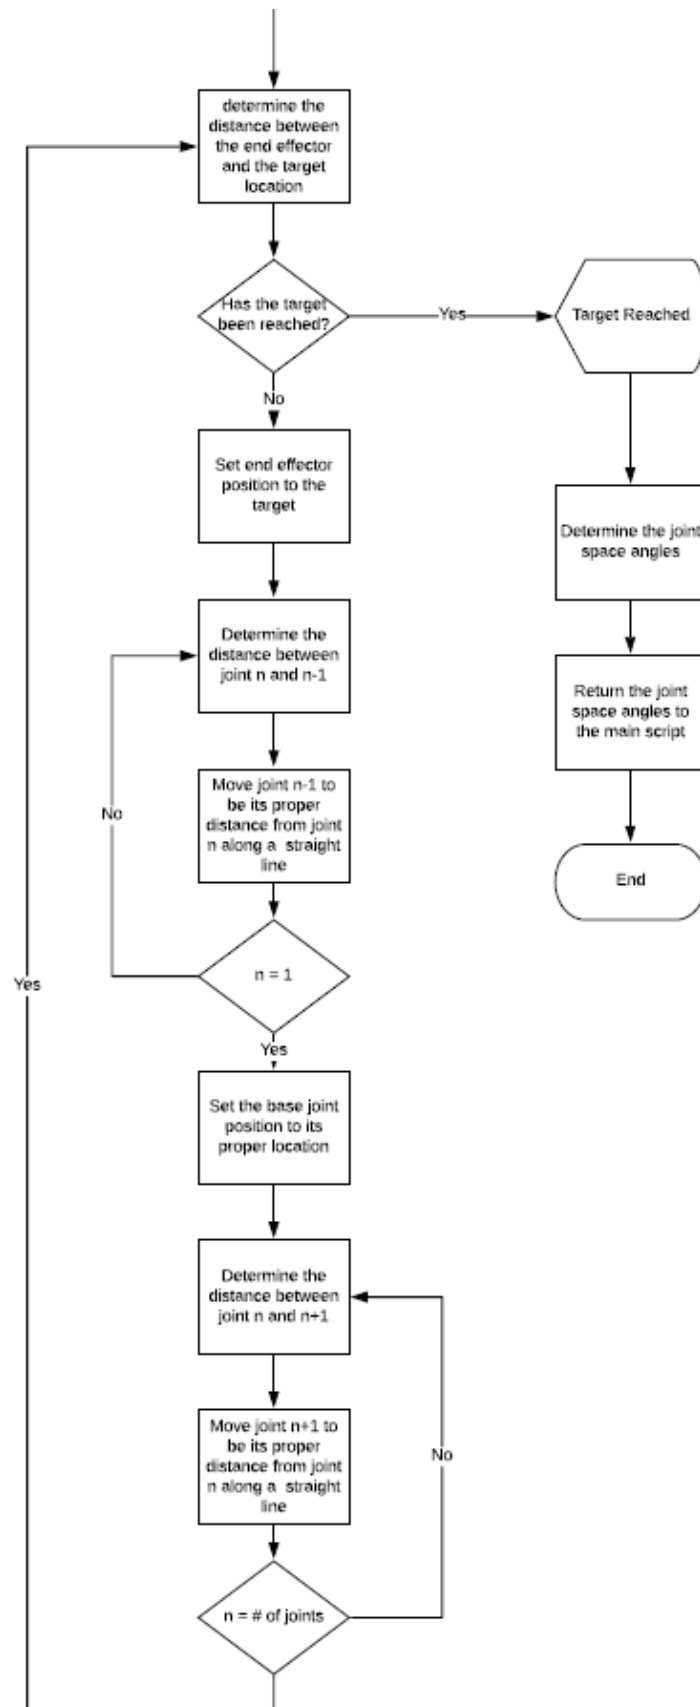 determine the
distance between
the end effector
and the target
location
Has the target
been reached?
Yes
Target Reached
No
Set end effector
position to the
target
Determine the joint
space angles
Determine the
distance between
joint n and n-1
Return the joint
space angles to
the main script
Move joint n-1 to
be its proper
distance from joint
n along a straight
line
No
End
n = 1
Yes
Yes
Set the base joint
position to its
proper location
Determine the
distance between
joint n and n+1
Move joint n+1 to
be its proper
distance from joint
n along a straight
line
No
n = # of joints